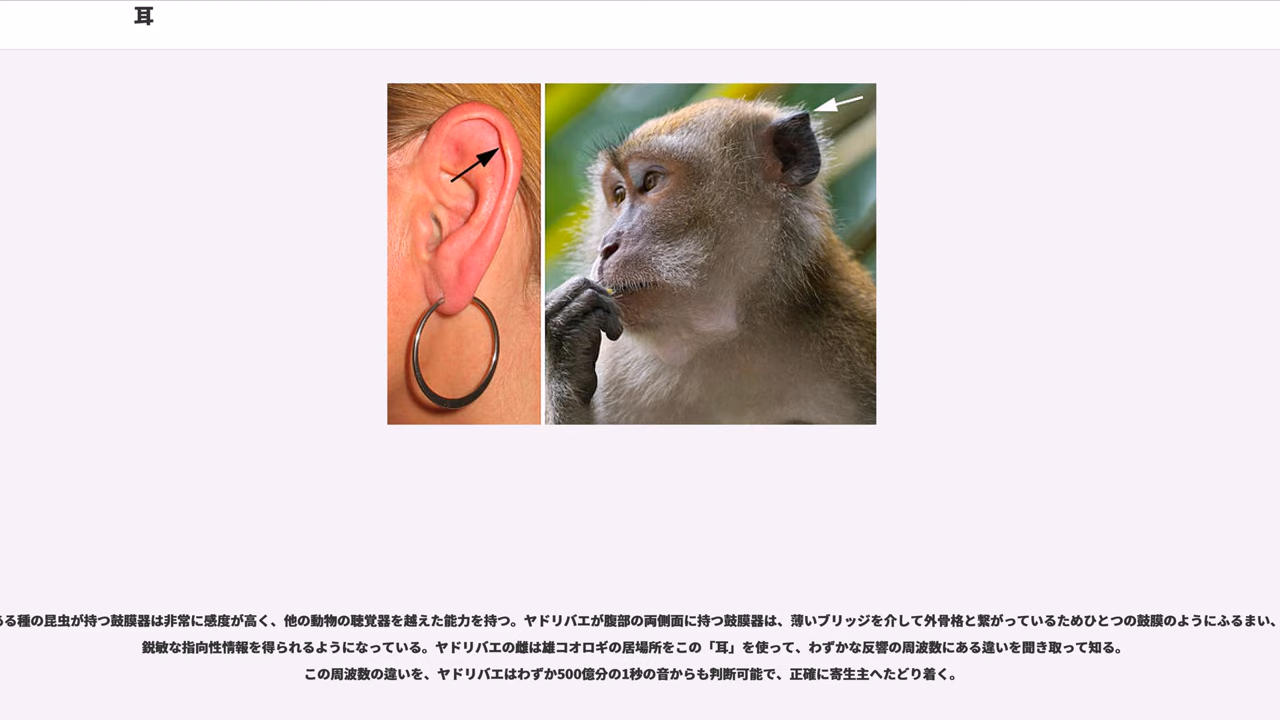 耳
る種の昆虫が持つ鼓膜器は非常に感度が高く、他の動物の聴覚器を越えた能力を持つ。ヤドリバエが腹部の両側面に持つ鼓膜器は、薄いブリッジを介して外骨格と繋がっているためひとつの鼓膜のようにふるまい、
鋭敏な指向性情報を得られるようになっている。ヤドリバエの雌は雄コオロギの居場所をこの「耳」を使って、わずかな反響の周波数にある違いを聞き取って知る。
この周波数の違いを、ヤドリバエはわずか500億分の1秒の音からも判断可能で、正確に寄生主へたどり着く。